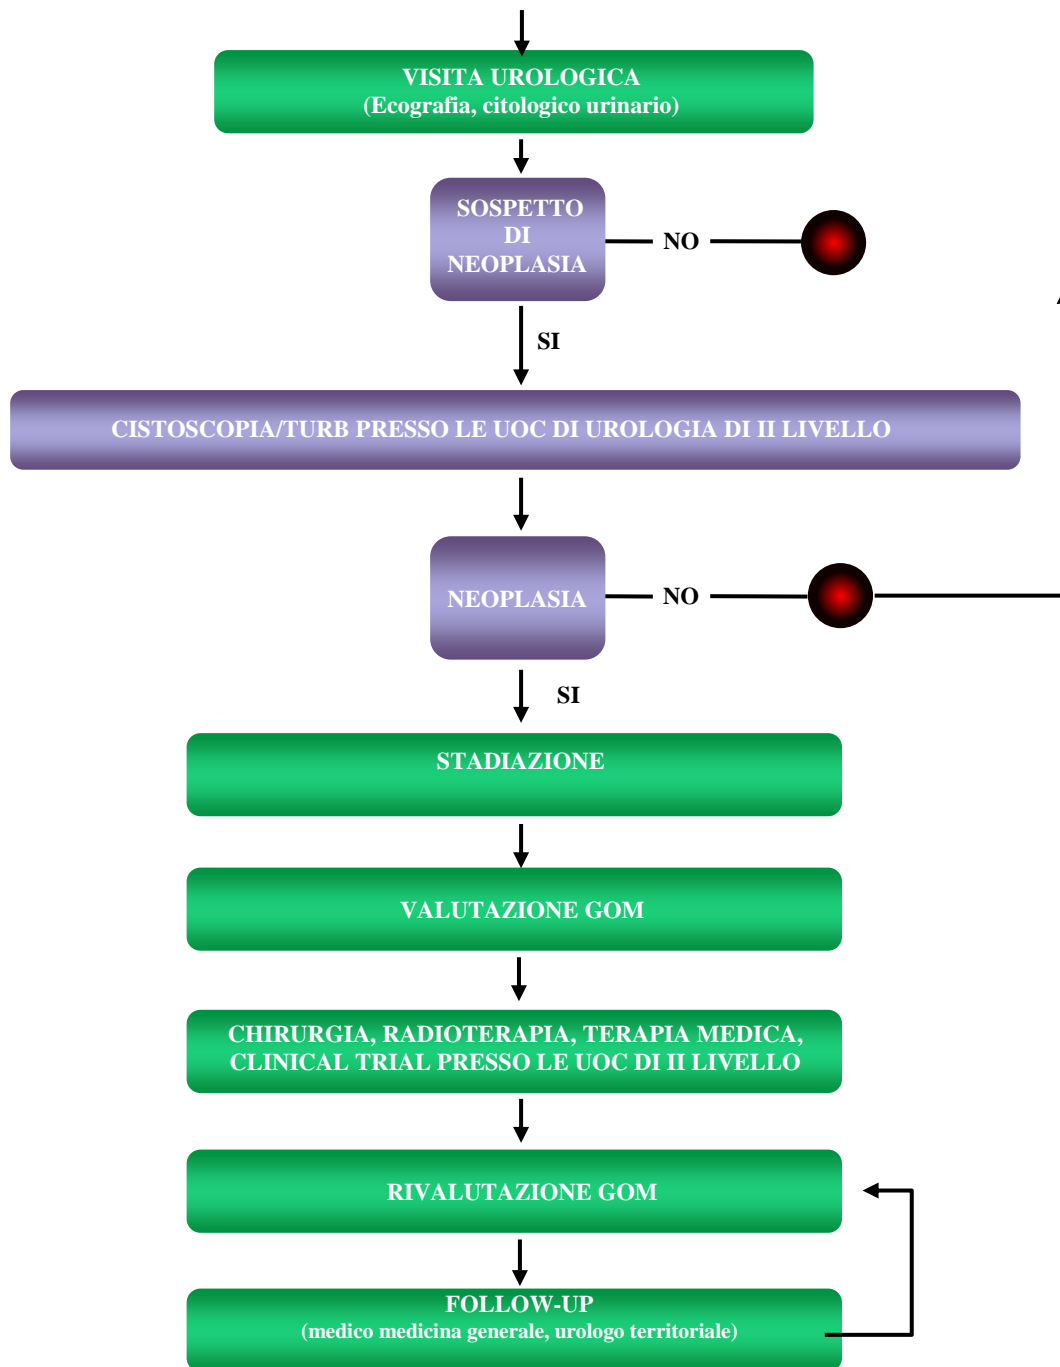 VISITA UROLOGICA
(Ecografia, citologico urinario)
SOSPETTO
DI
NEOPLASIA
NO
SI
CISTOSCOPIA/TURB PRESSO LE UOC DI UROLOGIA DI II LIVELLO
NEOPLASIA
NO
SI
STADIAZIONE
VALUTAZIONE GOM
CHIRURGIA, RADIOTERAPIA, TERAPIA MEDICA,
CLINICAL TRIAL PRESSO LE UOC DI II LIVELLO
RIVALUTAZIONE GOM
FOLLOW-UP
(medico medicina generale, urologo territoriale)